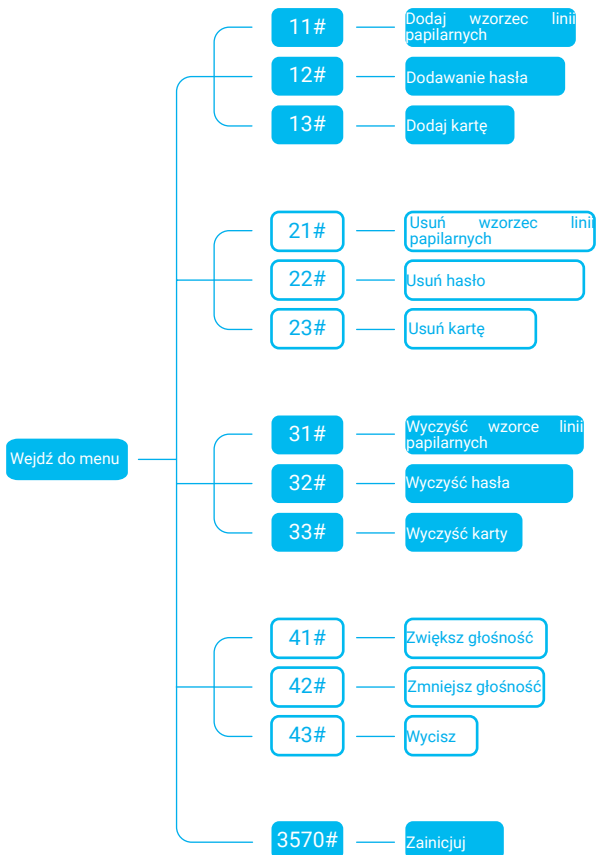 11#
Dodaj wzorzec linii
papilarnych
12#
Dodawanie hasła
13#
Dodaj kartę
21#
Usuń wzorzec linii
papilarnych
22#
Usuń hasło
23#
Usuń kartę
Wejdź do menu
31#
Wyczyść wzorce linii
papilarnych
32#
Wyczyść hasła
33#
Wyczyść karty
41#
Zwiększ głośność
42#
Zmniejsz głośność
43#
Wycisz
3570#
Zainicjuj